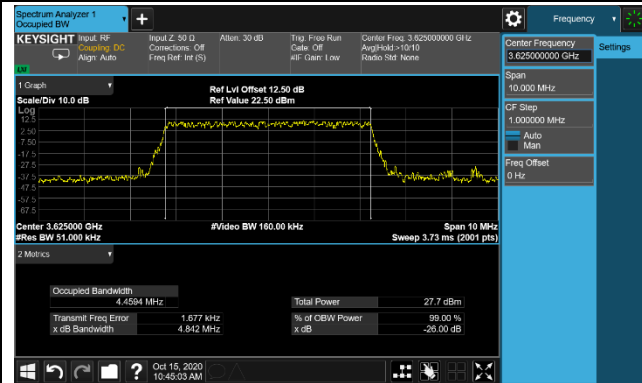 Spectrum Analyzer 1
Occupied BW
Frequency
KEYSIGHT
Input: RF
Coupling: DC
Align: Auto
Input Z: 50 Ω
Corrections: Off
Freq Ref: Int (S)
Atten: 30 dB
Trig: Free Run
Gate: Off
#IF Gain: Low
Center Freq: 3.625000000 GHz
Avg|Hold:>10/10
Radio Std: None
Center Frequency
3.625000000 GHz
Settings
Span
10.000 MHz
CF Step
1.000000 MHz
Auto
Man
Freq Offset
0 Hz
1 Graph
Scale/Div 10.0 dB
Ref Lvl Offset 12.50 dB
Ref Value 22.50 dBm
Log
12.5
2.50
-7.50
-17.5
-27.5
-37.5
-47.5
-57.5
-67.5
Center 3.625000 GHz
#Video BW 160.00 kHz
Span 10 MHz
#Res BW 51.000 kHz
Sweep 3.73 ms (2001 pts)
2 Metrics
Occupied Bandwidth
4.4594 MHz
Total Power 27.7 dBm
Transmit Freq Error 1.677 kHz
% of OBW Power 99.00 %
x dB Bandwidth 4.842 MHz
x dB -26.00 dB
Oct 15, 2020
10:45:03 AM